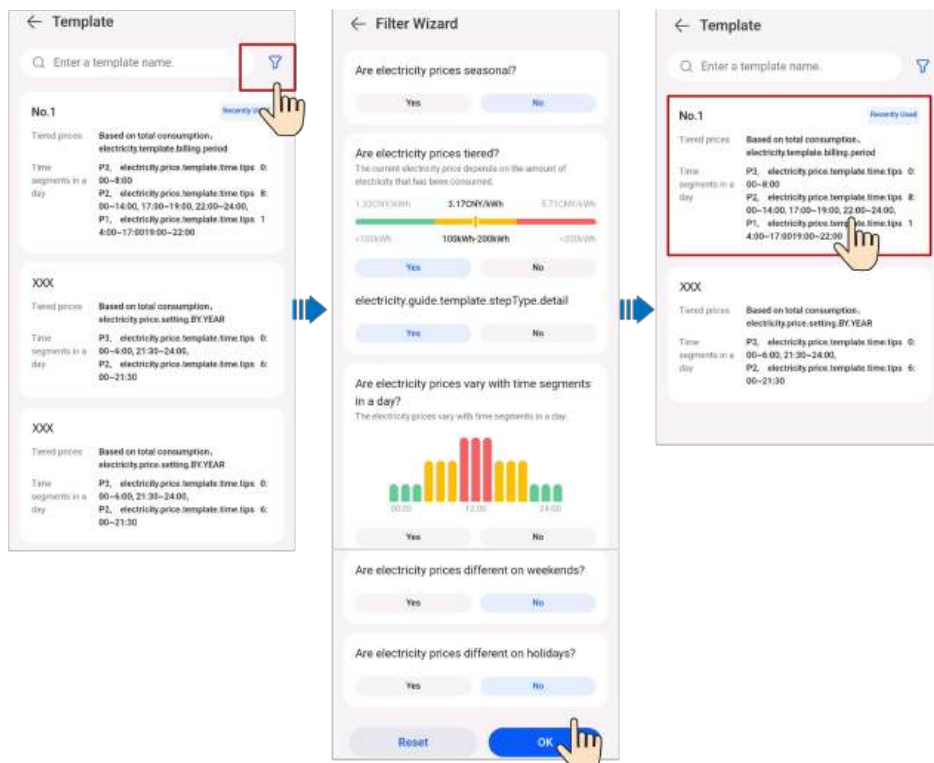 ← Template
Enter a template name.
No.1
Recently Used
Tiered prices
Based on total consumption,
electricity.template.billing.period
Time
segments in a
day
P3, electricity.price.template.time.tips 0:
00~8:00
P2, electricity.price.template.time.tips 8:
00~14:00, 17:00~19:00, 22:00~24:00,
P1, electricity.price.template.time.tips 1
4:00~17:0019:00~22:00
XXX
Tiered prices
Based on total consumption,
electricity.price.setting.BY.YEAR
Time
segments in a
day
P3, electricity.price.template.time.tips 0:
00~6:00, 21:30~24:00,
P2, electricity.price.template.time.tips 6:
00~21:30
XXX
Tiered prices
Based on total consumption,
electricity.price.setting.BY.YEAR
Time
segments in a
day
P3, electricity.price.template.time.tips 0:
00~6:00, 21:30~24:00,
P2, electricity.price.template.time.tips 6:
00~21:30
← Filter Wizard
Are electricity prices seasonal?
Yes No
Are electricity prices tiered?
The current electricity price depends on the amount of
electricity that has been consumed.
3.17CNY/kWh 5.71CNY/kWh
<100kWh 100kWh-200kWh >200kWh
Yes No
electricity.guide.template.stepType.detail
Yes No
Are electricity prices vary with time segments
in a day?
The electricity prices vary with time segments in a day.
00:00 12:00 24:00
Yes No
Are electricity prices different on weekends?
Yes No
Are electricity prices different on holidays?
Yes No
Reset OK
← Template
Enter a template name.
No.1
Recently Used
Tiered prices
Based on total consumption,
electricity.template.billing.period
Time
segments in a
day
P3, electricity.price.template.time.tips 0:
00~8:00
P2, electricity.price.template.time.tips 8:
00~14:00, 17:00~19:00, 22:00~24:00,
P1, electricity.price.template.time.tips 1
4:00~17:0019:00~22:00
XXX
Tiered prices
Based on total consumption,
electricity.price.setting.BY.YEAR
Time
segments in a
day
P3, electricity.price.template.time.tips 0:
00~6:00, 21:30~24:00,
P2, electricity.price.template.time.tips 6:
00~21:30